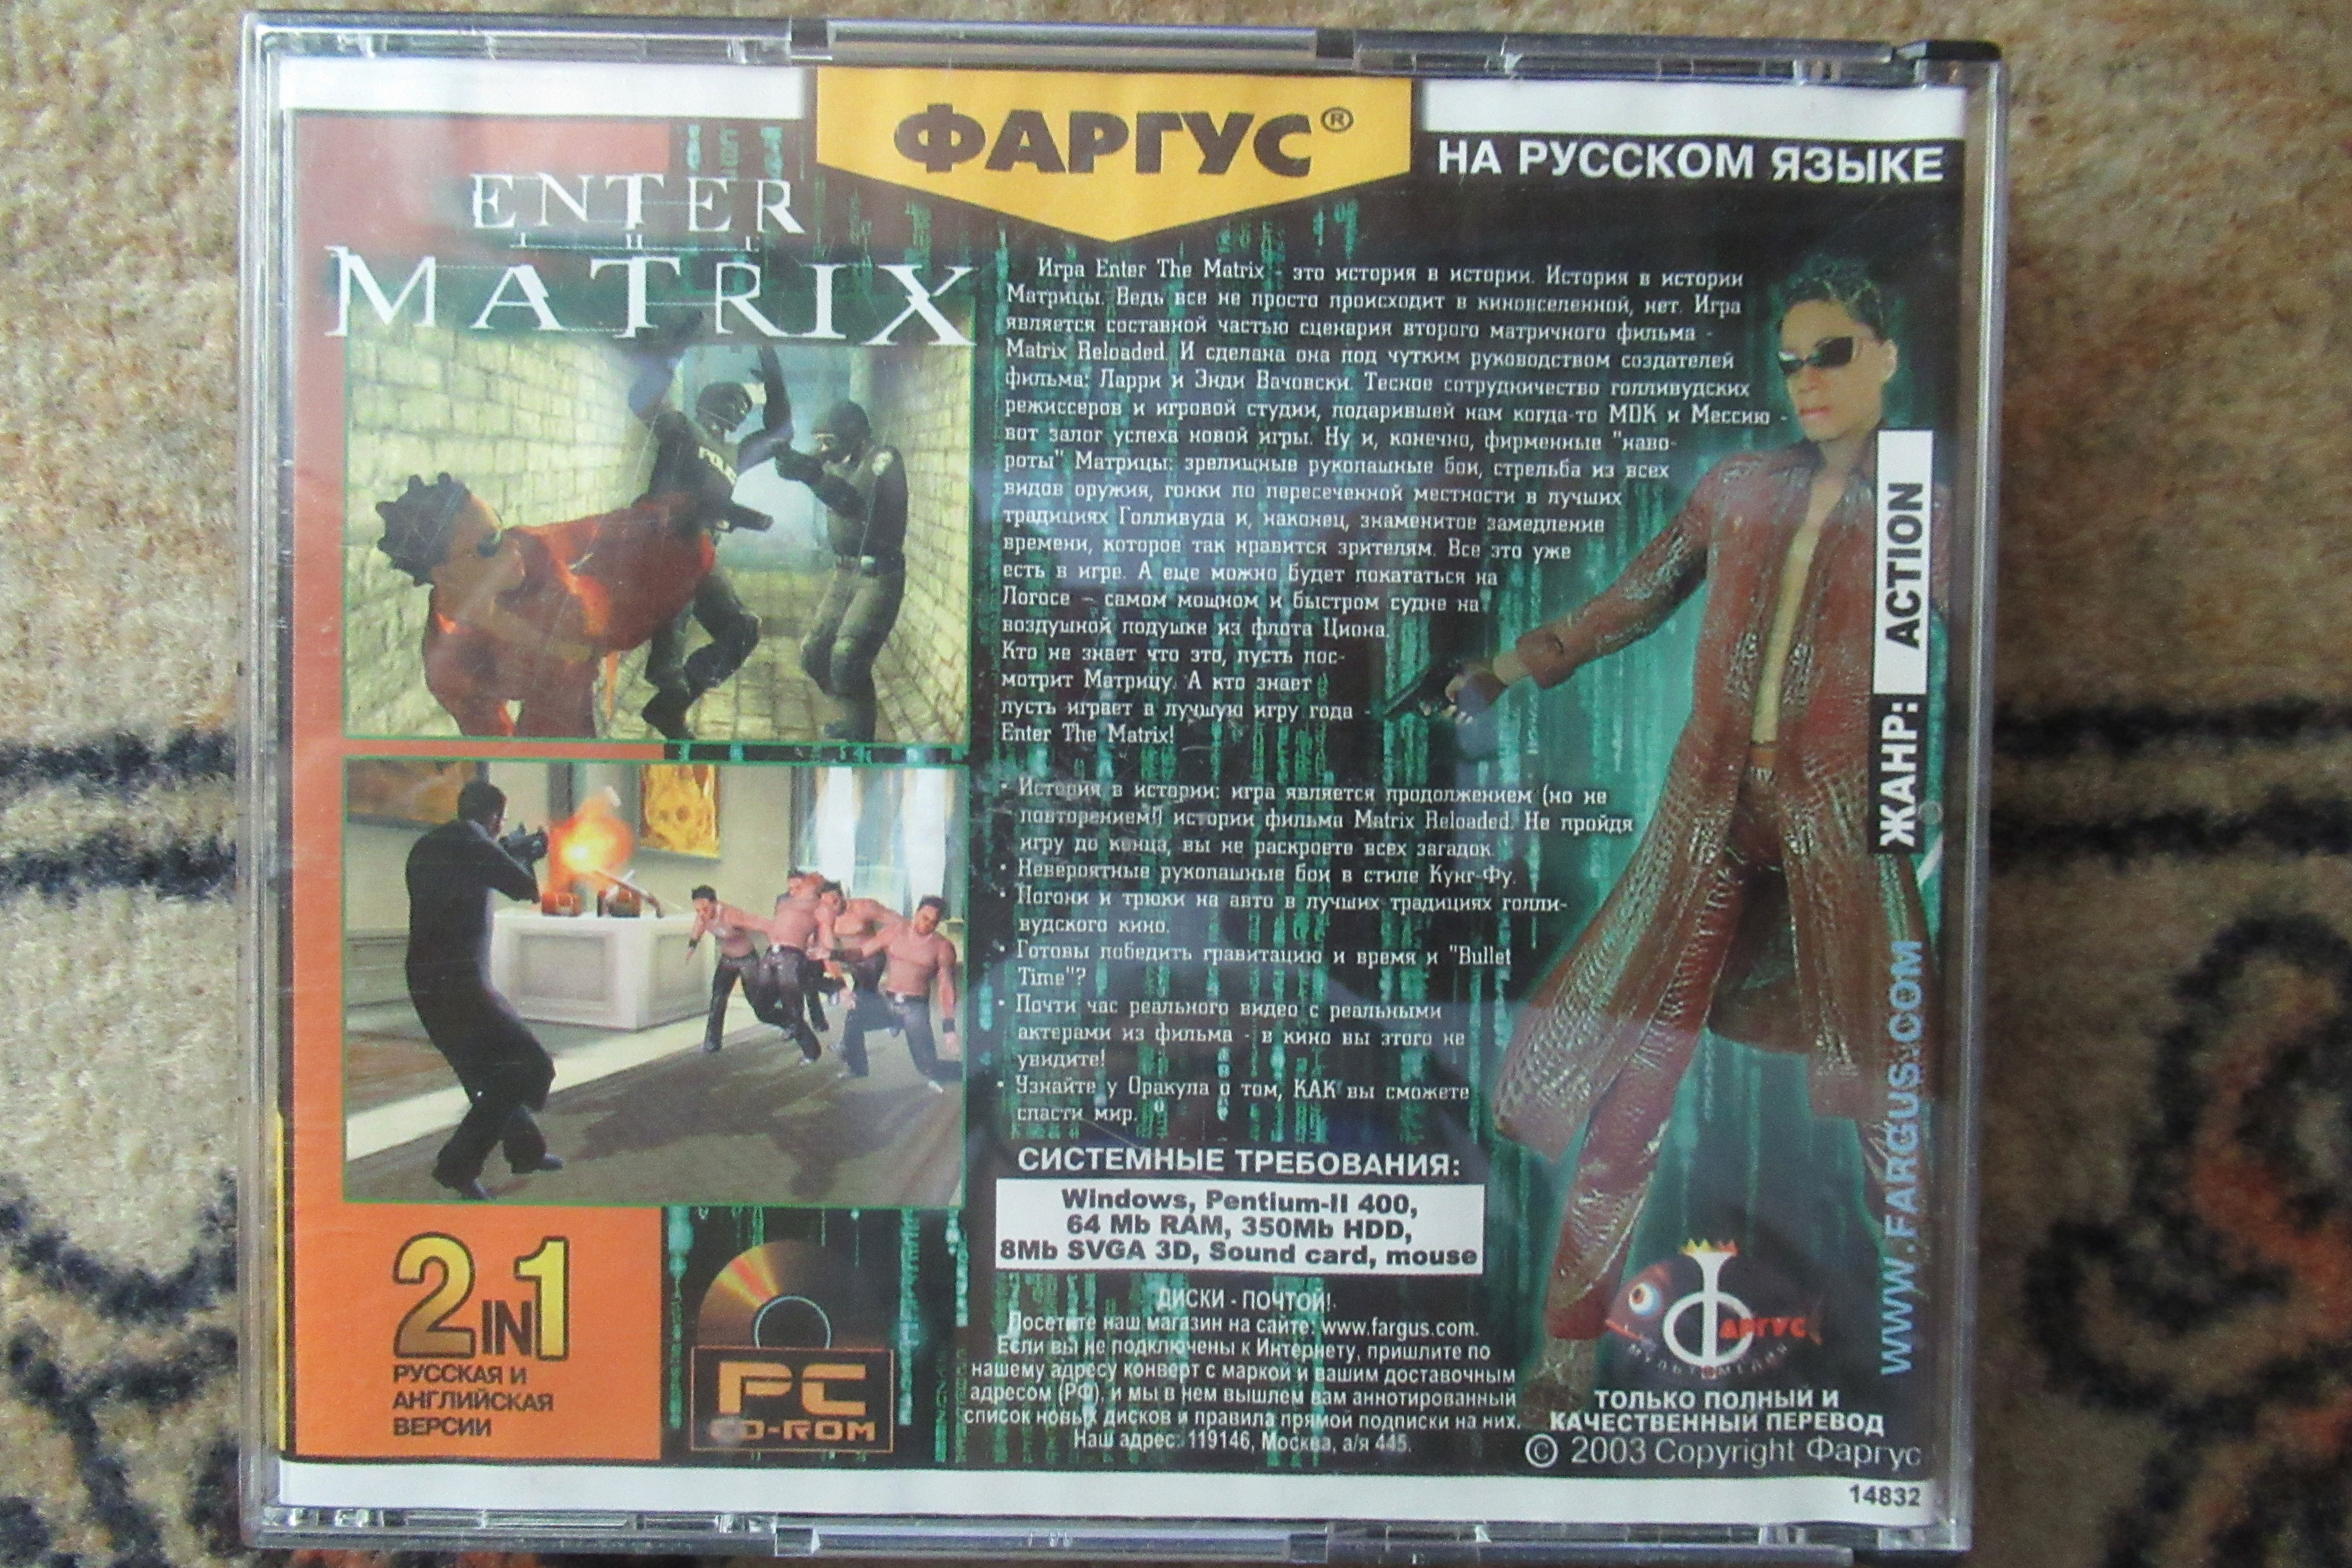 ФАРГУС®
НА РУССКОМ ЯЗЫКЕ
ENTER
THE
MATRIX
Игра Enter The Matrix - это история в истории. История в истории
Матрицы. Ведь все не просто происходит в киновселенной, нет. Игра
является составной частью сценария второго матричного фильма -
Matrix Reloaded. И сделана она под чутким руководством создателей
фильма: Ларри и Энди Вачовски. Тесное сотрудничество голливудских
режиссеров и игровой студии, подарившей нам когда-то MDK и Мессию -
вот залог успеха новой игры. Ну и, конечно, фирменные "наво-
роты" Матрицы: зрелищные рукопашные бои, стрельба из всех
видов оружия, гонки по пересеченной местности в лучших
традициях Голливуда и, наконец, знаменитое замедление
времени, которое так нравится зрителям. Все это уже
есть в игре. А еще можно будет покататься на
Логосе - самом мощном и быстром судне на
воздушной подушке из флота Циона.
Кто не знает что это, пусть пос-
мотрит Матрицу. А кто знает
пусть играет в лучшую игру года -
Enter The Matrix!
• История в истории: игра является продолжением (но не
повторением!) истории фильма Matrix Reloaded. Не пройдя
игру до конца, вы не раскроете всех загадок.
• Невероятные рукопашные бои в стиле Кунг-Фу.
• Погони и трюки на авто в лучших традициях голли-
вудского кино.
• Готовы победить гравитацию и время и "Bullet
Time"?
• Почти час реального видео с реальными
актерами из фильма - в кино вы этого не
увидите!
• Узнайте у Оракула о том, КАК вы сможете
спасти мир.
СИСТЕМНЫЕ ТРЕБОВАНИЯ:
Windows, Pentium-II 400,
64 Mb RAM, 350Mb HDD,
8Mb SVGA 3D, Sound card, mouse
ДИСКИ - ПОЧТОЙ!
Посетите наш магазин на сайте: www.fargus.com.
Если вы не подключены к Интернету, пришлите по
нашему адресу конверт с маркой и вашим доставочным
адресом (РФ), и мы в нем вышлем вам аннотированный
список новых дисков и правила прямой подписки на них.
Наш адрес: 119146, Москва, а/я 445.
POLICE
2 IN 1
РУССКАЯ И
АНГЛИЙСКАЯ
ВЕРСИИ
PC
CD-ROM
ЖАНР: ACTION
WWW.FARGUS.COM
ФАРГУС
мультимедия
ТОЛЬКО ПОЛНЫЙ И
КАЧЕСТВЕННЫЙ ПЕРЕВОД
© 2003 Copyright Фаргус
14832